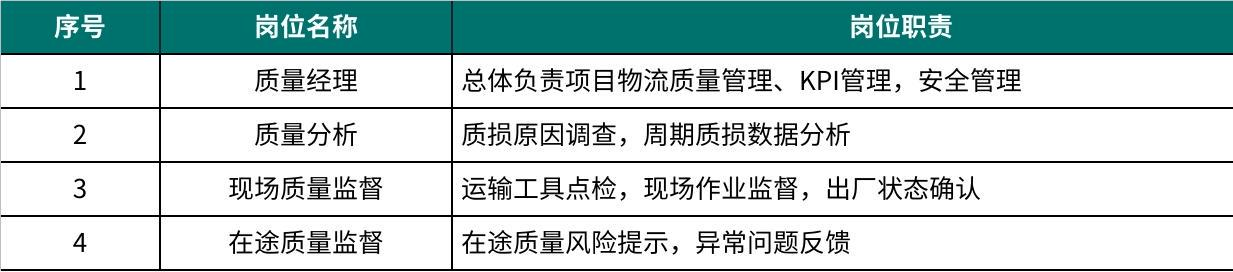 序号 岗位名称 岗位职责
1 质量经理 总体负责项目物流质量管理、KPI管理，安全管理
2 质量分析 质损原因调查，周期质损数据分析
3 现场质量监督 运输工具点检，现场作业监督，出厂状态确认
4 在途质量监督 在途质量风险提示，异常问题反馈